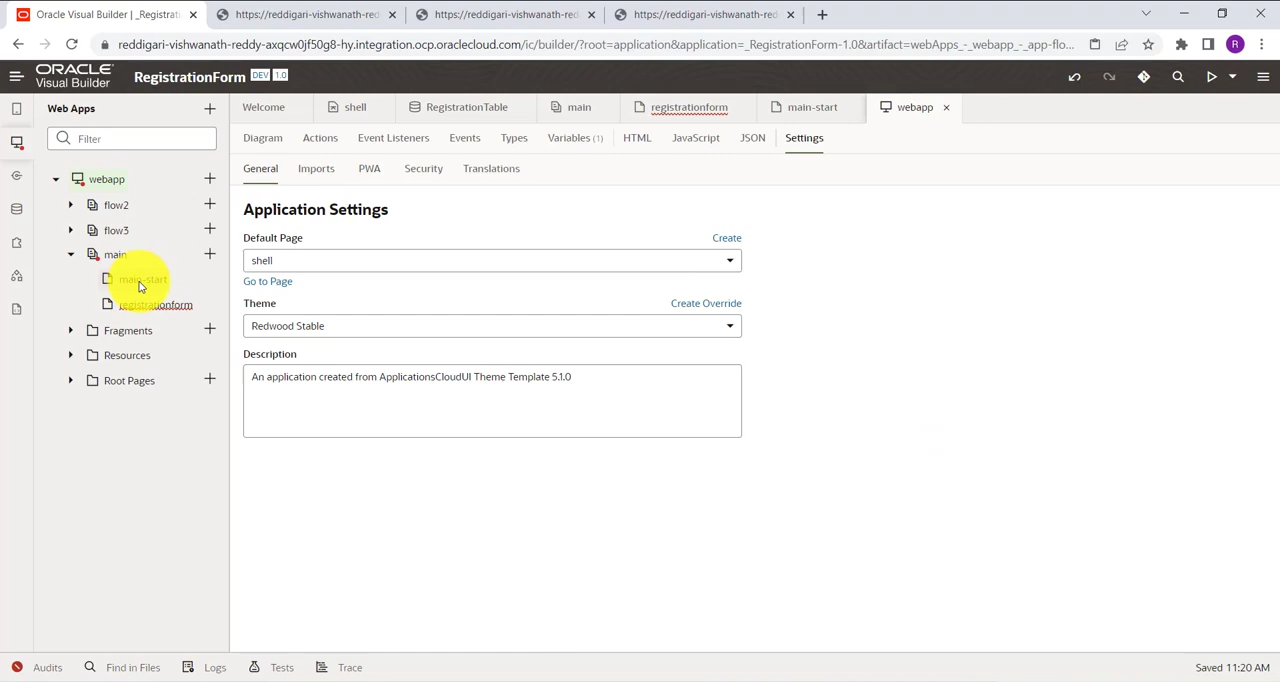 Oracle Visual Builder | _Registrati
https://reddigari-vishwanath-red
https://reddigari-vishwanath-red
https://reddigari-vishwanath-red
reddigari-vishwanath-reddy-axqcw0jf50g8-hy.integration.ocp.oraclecloud.com/ic/builder/?root=application&application=_RegistrationForm-1.0&artifact=webApps_-_webapp_-_app-flo...
R
ORACLE
Visual Builder
RegistrationForm DEV 1.0
Web Apps
Welcome
shell
RegistrationTable
main
registrationform
main-start
webapp
Filter
Diagram
Actions
Event Listeners
Events
Types
Variables (1)
HTML
JavaScript
JSON
Settings
General
Imports
PWA
Security
Translations
webapp
flow2
flow3
main
main-start
registrationform
Fragments
Resources
Root Pages
Application Settings
Default Page
Create
shell
Go to Page
Theme
Create Override
Redwood Stable
Description
An application created from ApplicationsCloudUI Theme Template 5.1.0
Audits
Find in Files
Logs
Tests
Trace
Saved 11:20 AM